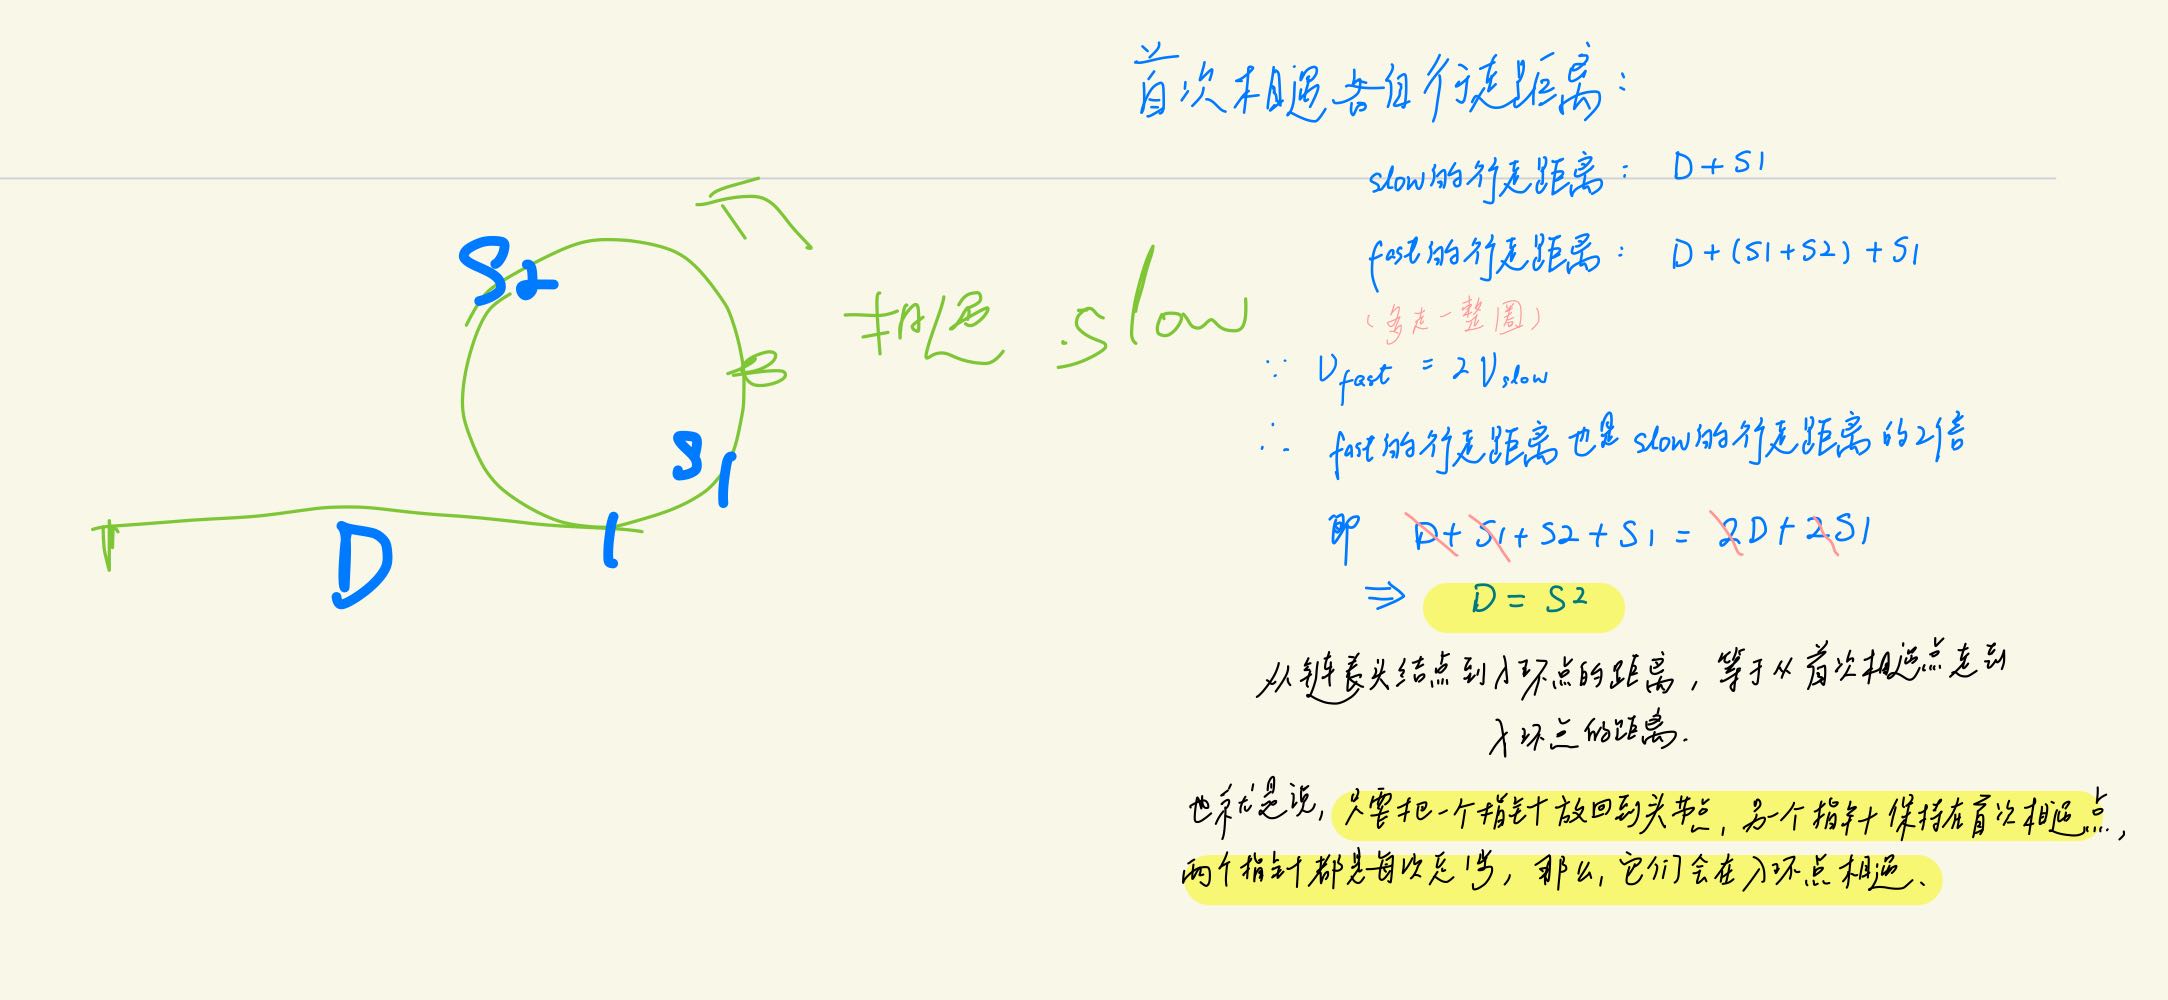 首次相遇各自行走距离：
slow的行走距离： D + S1
fast的行走距离： D + (S1 + S2) + S1
（多走一整圈）
∵ V fast = 2 V slow
∴ fast的行走距离也是slow的行走距离的2倍
即 D + S1 + S2 + S1 = 2D + 2S1
⇒ D = S2
从链表头结点到入环点的距离，等于从首次相遇点走到
入环点的距离.
也就是说，只要把一个指针放回到头节点，另一个指针保持在首次相遇点，
两个指针都是每次走1步，那么，它们会在入环点相遇.
S2
相遇 slow
S1
D